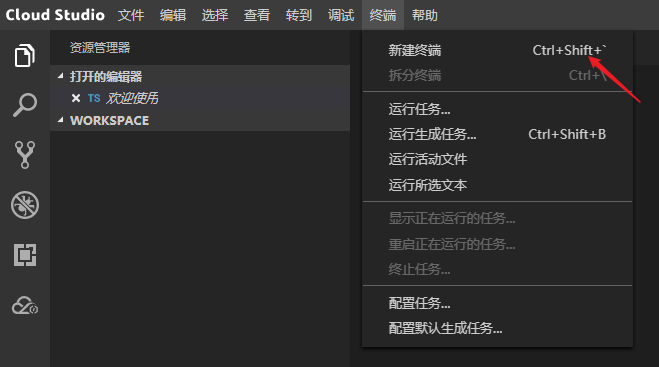 Cloud Studio 文件 编辑 选择 查看 转到 调试 终端 帮助
资源管理器
打开的编辑器
TS 欢迎使用
WORKSPACE
新建终端 Ctrl+Shift+`
拆分终端 Ctrl+\
运行任务...
运行生成任务... Ctrl+Shift+B
运行活动文件
运行所选文本
显示正在运行的任务...
重启正在运行的任务...
终止任务...
配置任务...
配置默认生成任务...